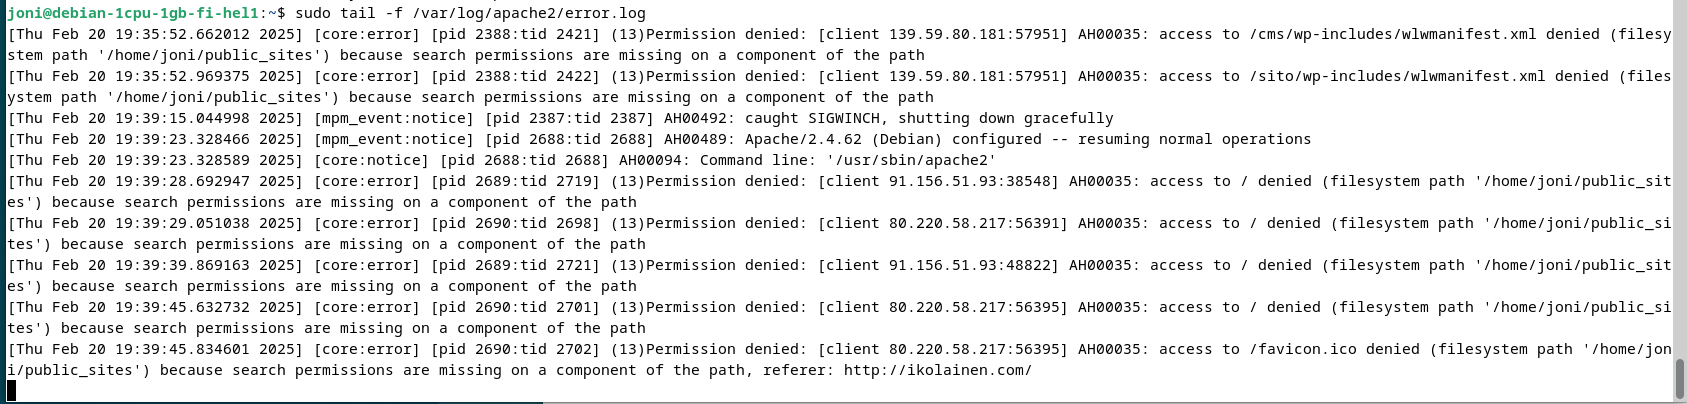 joni@debian-1cpu-1gb-fi-hel1:~$ sudo tail -f /var/log/apache2/error.log
[Thu Feb 20 19:35:52.662012 2025] [core:error] [pid 2388:tid 2421] (13)Permission denied: [client 139.59.80.181:57951] AH00035: access to /cms/wp-includes/wlwmanifest.xml denied (filesy
stem path '/home/joni/public_sites') because search permissions are missing on a component of the path
[Thu Feb 20 19:35:52.969375 2025] [core:error] [pid 2388:tid 2422] (13)Permission denied: [client 139.59.80.181:57951] AH00035: access to /sito/wp-includes/wlwmanifest.xml denied (files
ystem path '/home/joni/public_sites') because search permissions are missing on a component of the path
[Thu Feb 20 19:39:15.044998 2025] [mpm_event:notice] [pid 2387:tid 2387] AH00492: caught SIGWINCH, shutting down gracefully
[Thu Feb 20 19:39:23.328466 2025] [mpm_event:notice] [pid 2688:tid 2688] AH00489: Apache/2.4.62 (Debian) configured -- resuming normal operations
[Thu Feb 20 19:39:23.328589 2025] [core:notice] [pid 2688:tid 2688] AH00094: Command line: '/usr/sbin/apache2'
[Thu Feb 20 19:39:28.692947 2025] [core:error] [pid 2689:tid 2719] (13)Permission denied: [client 91.156.51.93:38548] AH00035: access to / denied (filesystem path '/home/joni/public_sit
es') because search permissions are missing on a component of the path
[Thu Feb 20 19:39:29.051038 2025] [core:error] [pid 2690:tid 2698] (13)Permission denied: [client 80.220.58.217:56391] AH00035: access to / denied (filesystem path '/home/joni/public_si
tes') because search permissions are missing on a component of the path
[Thu Feb 20 19:39:39.869163 2025] [core:error] [pid 2689:tid 2721] (13)Permission denied: [client 91.156.51.93:48822] AH00035: access to / denied (filesystem path '/home/joni/public_sit
es') because search permissions are missing on a component of the path
[Thu Feb 20 19:39:45.632732 2025] [core:error] [pid 2690:tid 2701] (13)Permission denied: [client 80.220.58.217:56395] AH00035: access to / denied (filesystem path '/home/joni/public_si
tes') because search permissions are missing on a component of the path
[Thu Feb 20 19:39:45.834601 2025] [core:error] [pid 2690:tid 2702] (13)Permission denied: [client 80.220.58.217:56395] AH00035: access to /favicon.ico denied (filesystem path '/home/jon
i/public_sites') because search permissions are missing on a component of the path, referer: http://ikolainen.com/